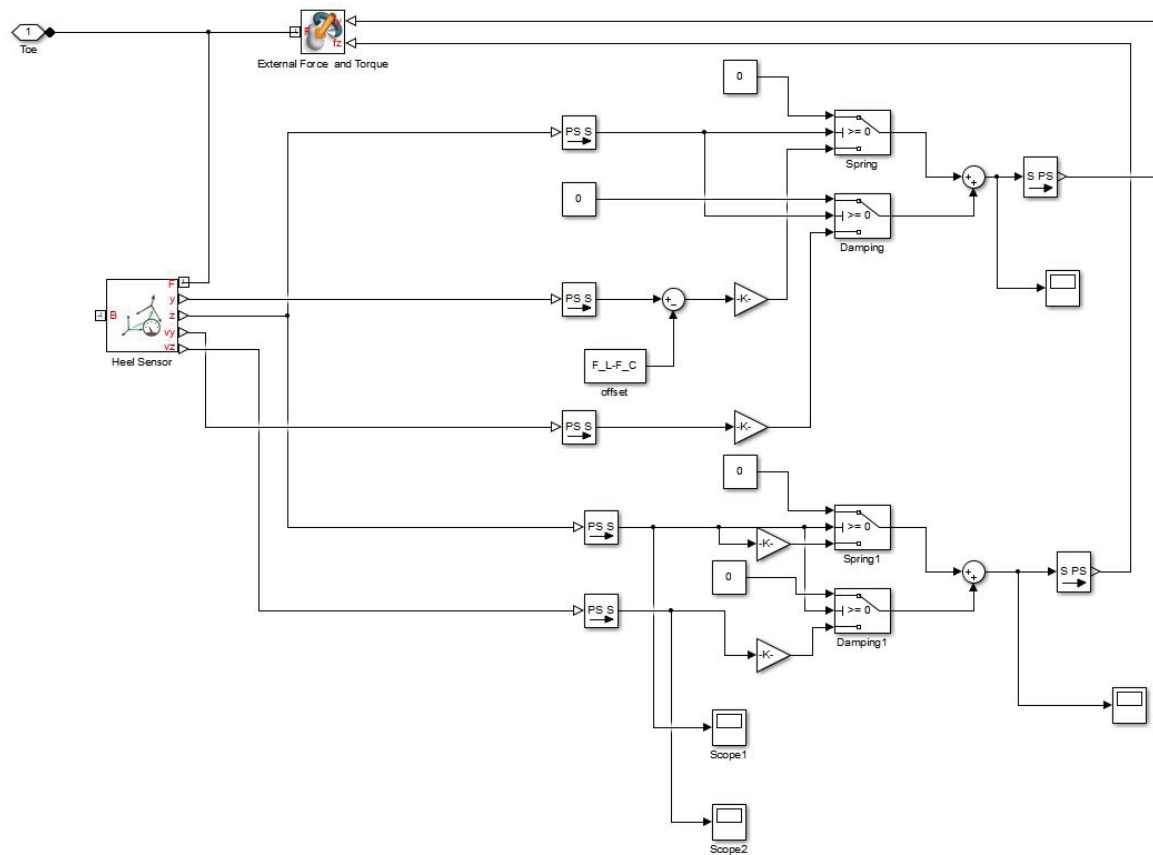 1
Toe
F
fy
fz
External Force and Torque
0
PS S
>= 0
Spring
S PS
0
>= 0
Damping
+
+
F
B
y
z
vy
vz
Heel Sensor
PS S
+
−
-K-
F_L-F_C
offset
PS S
-K-
0
PS S
-K-
>= 0
Spring1
+
+
S PS
0
PS S
-K-
>= 0
Damping1
Scope1
Scope2